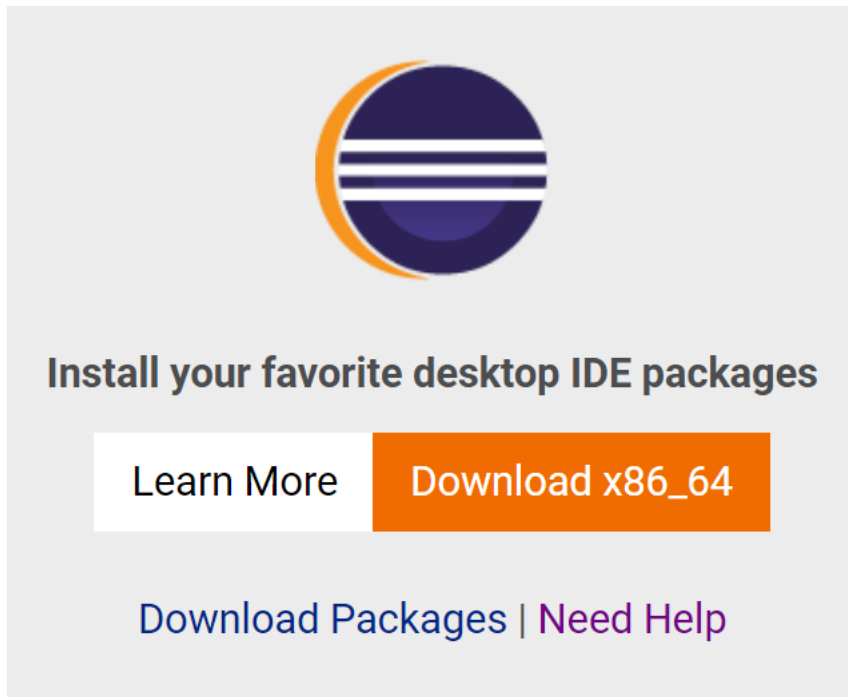 Install your favorite desktop IDE packages
Learn More Download x86_64
Download Packages | Need Help